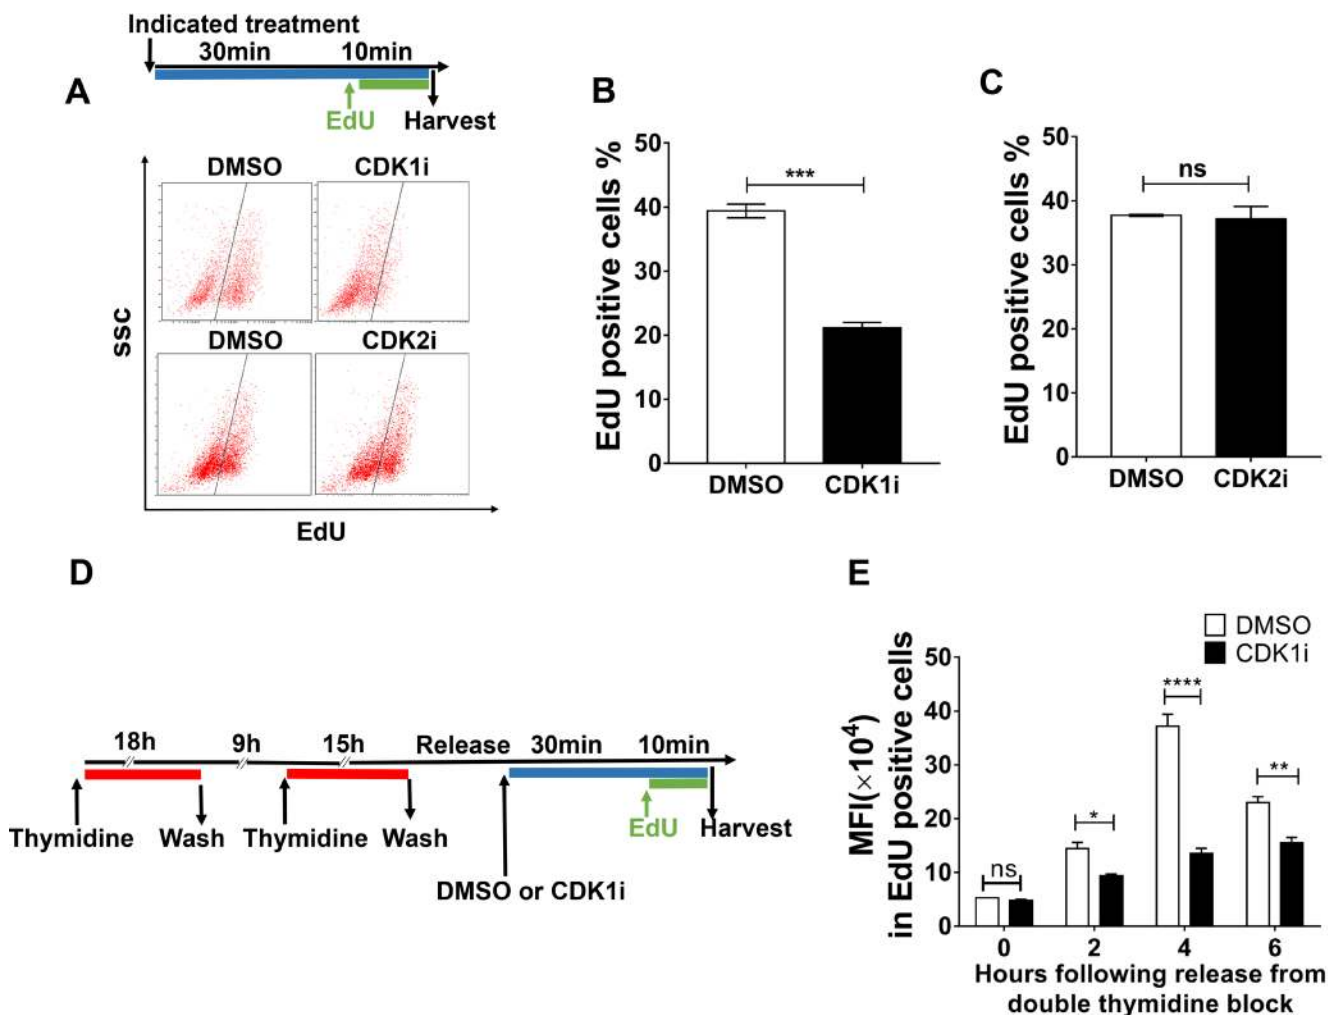 Indicated treatment
30min 10min
A
EdU Harvest
DMSO CDK1i
DMSO CDK2i
ssc
EdU
B
EdU positive cells %
50
40
30
20
10
0
***
DMSO CDK1i
C
EdU positive cells %
50
40
30
20
10
0
ns
DMSO CDK2i
D
18h 9h 15h Release 30min 10min
Thymidine Wash Thymidine Wash EdU Harvest
DMSO or CDK1i
E
DMSO
CDK1i
MFI(×10⁴)
in EdU positive cells
50
40
30
20
10
0
ns * **** **
0 2 4 6
Hours following release from
double thymidine block